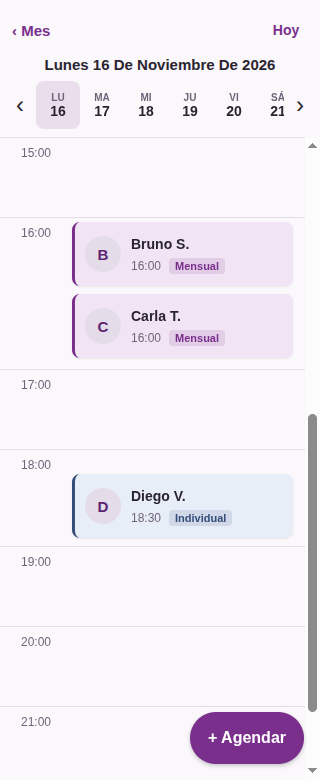 ‹ Mes
Hoy
Lunes 16 De Noviembre De 2026
‹ LU MA MI JU VI SÁ ›
16 17 18 19 20 21
15:00
16:00
B Bruno S.
16:00 Mensual
C Carla T.
16:00 Mensual
17:00
18:00
D Diego V.
18:30 Individual
19:00
20:00
21:00
+ Agendar